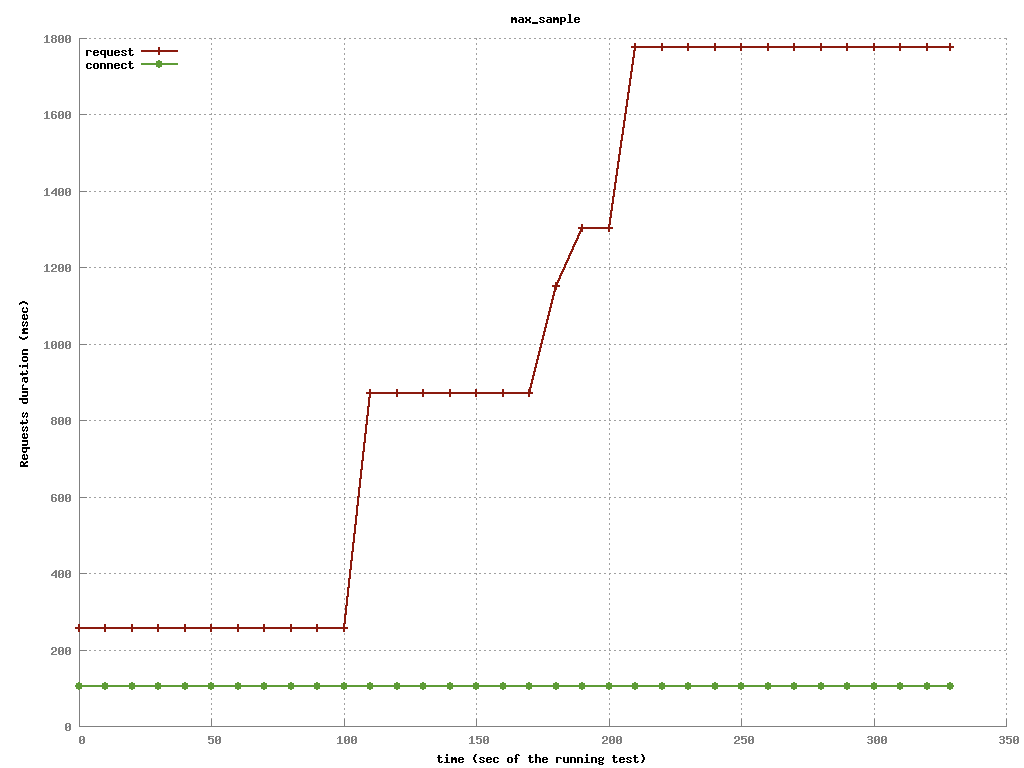 max_sample
1800
1600
1400
1200
1000
800
600
400
200
0
request
connect
Requests duration (msec)
0 50 100 150 200 250 300 350
time (sec of the running test)